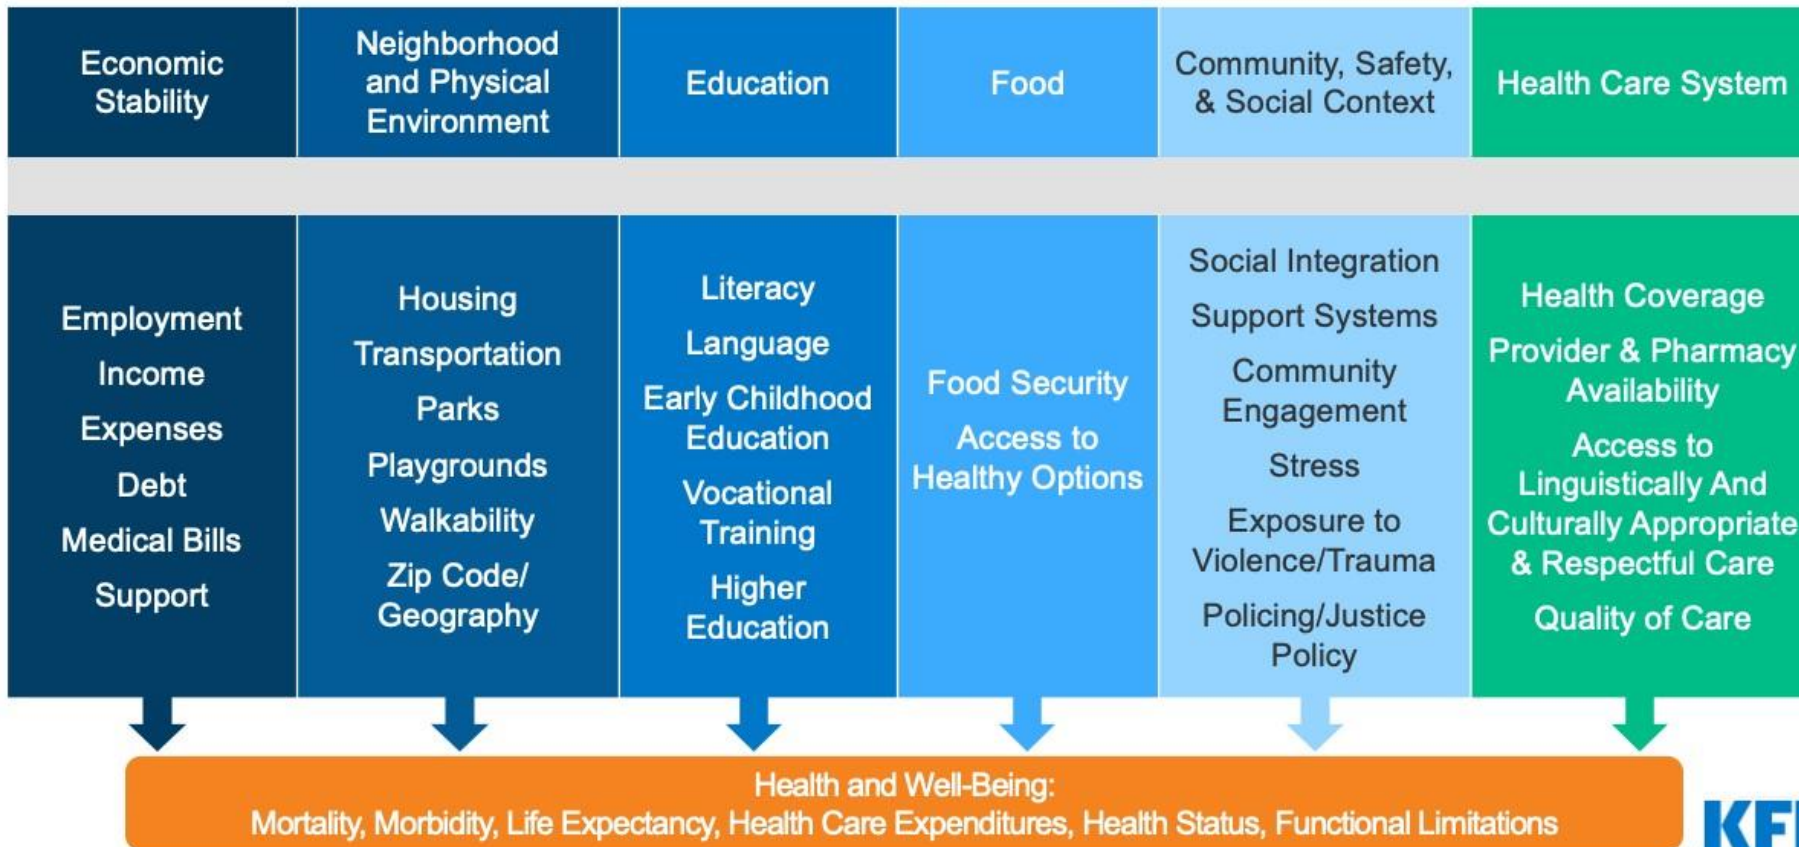 Economic
Stability
Neighborhood
and Physical
Environment
Education
Food
Community, Safety,
& Social Context
Health Care System
Employment
Income
Expenses
Debt
Medical Bills
Support
Housing
Transportation
Parks
Playgrounds
Walkability
Zip Code/
Geography
Literacy
Language
Early Childhood
Education
Vocational
Training
Higher
Education
Food Security
Access to
Healthy Options
Social Integration
Support Systems
Community
Engagement
Stress
Exposure to
Violence/Trauma
Policing/Justice
Policy
Health Coverage
Provider & Pharmacy
Availability
Access to
Linguistically And
Culturally Appropriate
& Respectful Care
Quality of Care
Health and Well-Being:
Mortality, Morbidity, Life Expectancy, Health Care Expenditures, Health Status, Functional Limitations